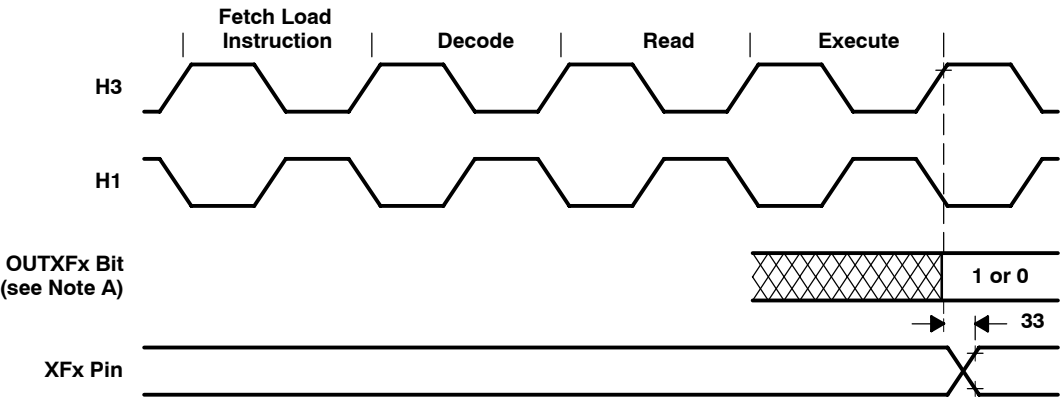 Fetch Load
Instruction
Decode
Read
Execute
H3
H1
OUTXFx Bit
(see Note A)
1 or 0
33
XFx Pin